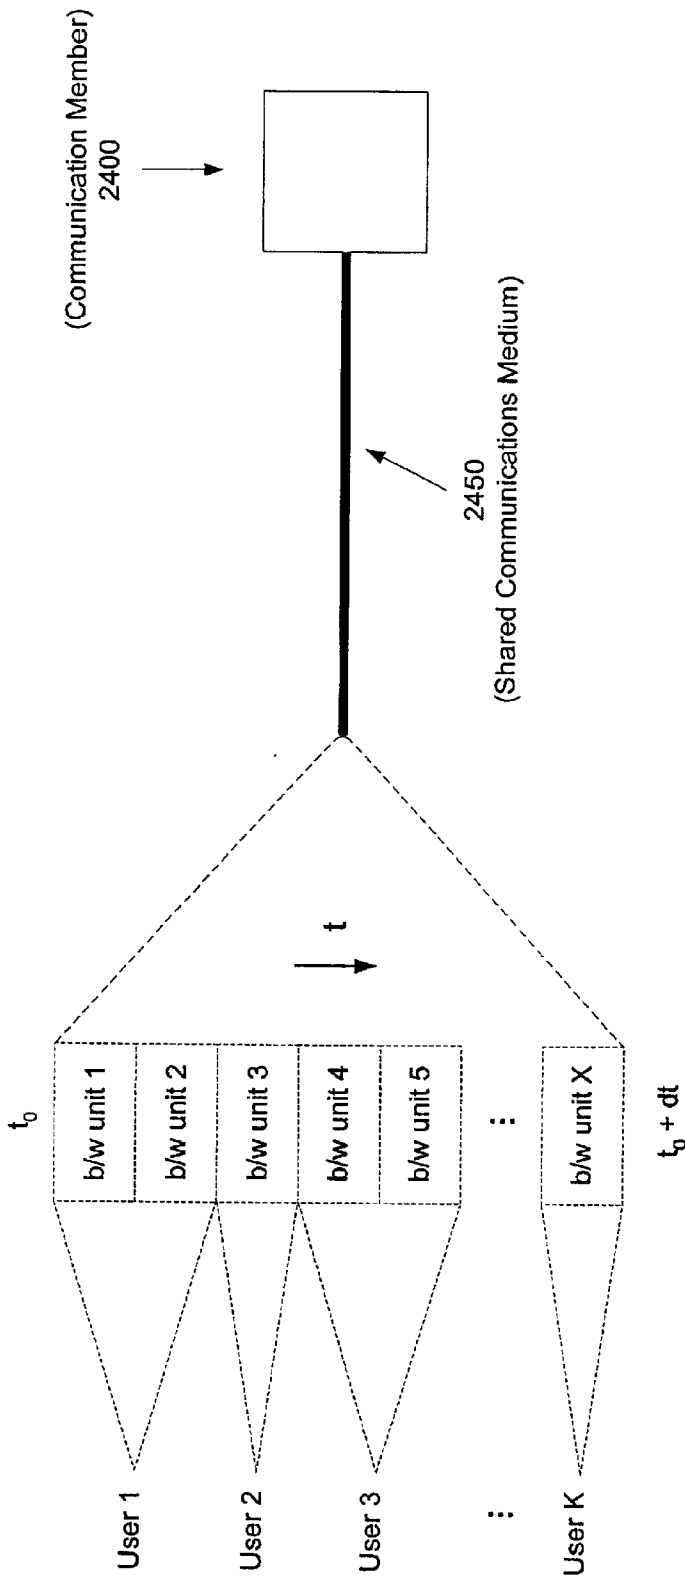 User 1
User 2
User 3
...
User K
t0
b/w unit 1
b/w unit 2
b/w unit 3
b/w unit 4
b/w unit 5
...
b/w unit X
t0 + dt
t
2450
(Shared Communications Medium)
(Communication Member)
2400